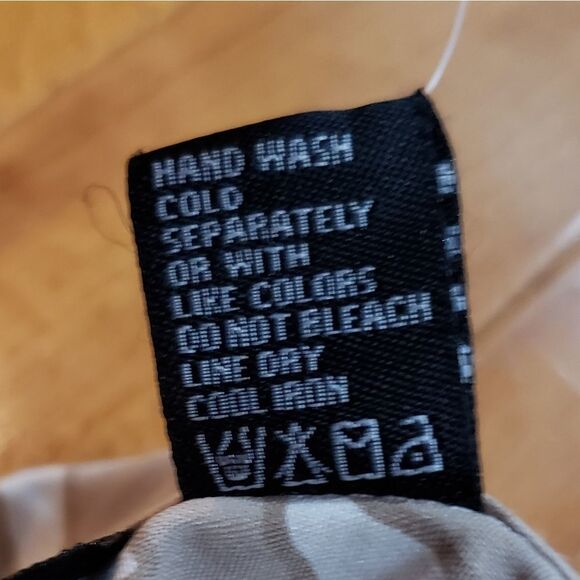 HAND WASH
COLD
SEPARATELY
OR WITH
LIKE COLORS
DO NOT BLEACH
LINE DRY
COOL IRON